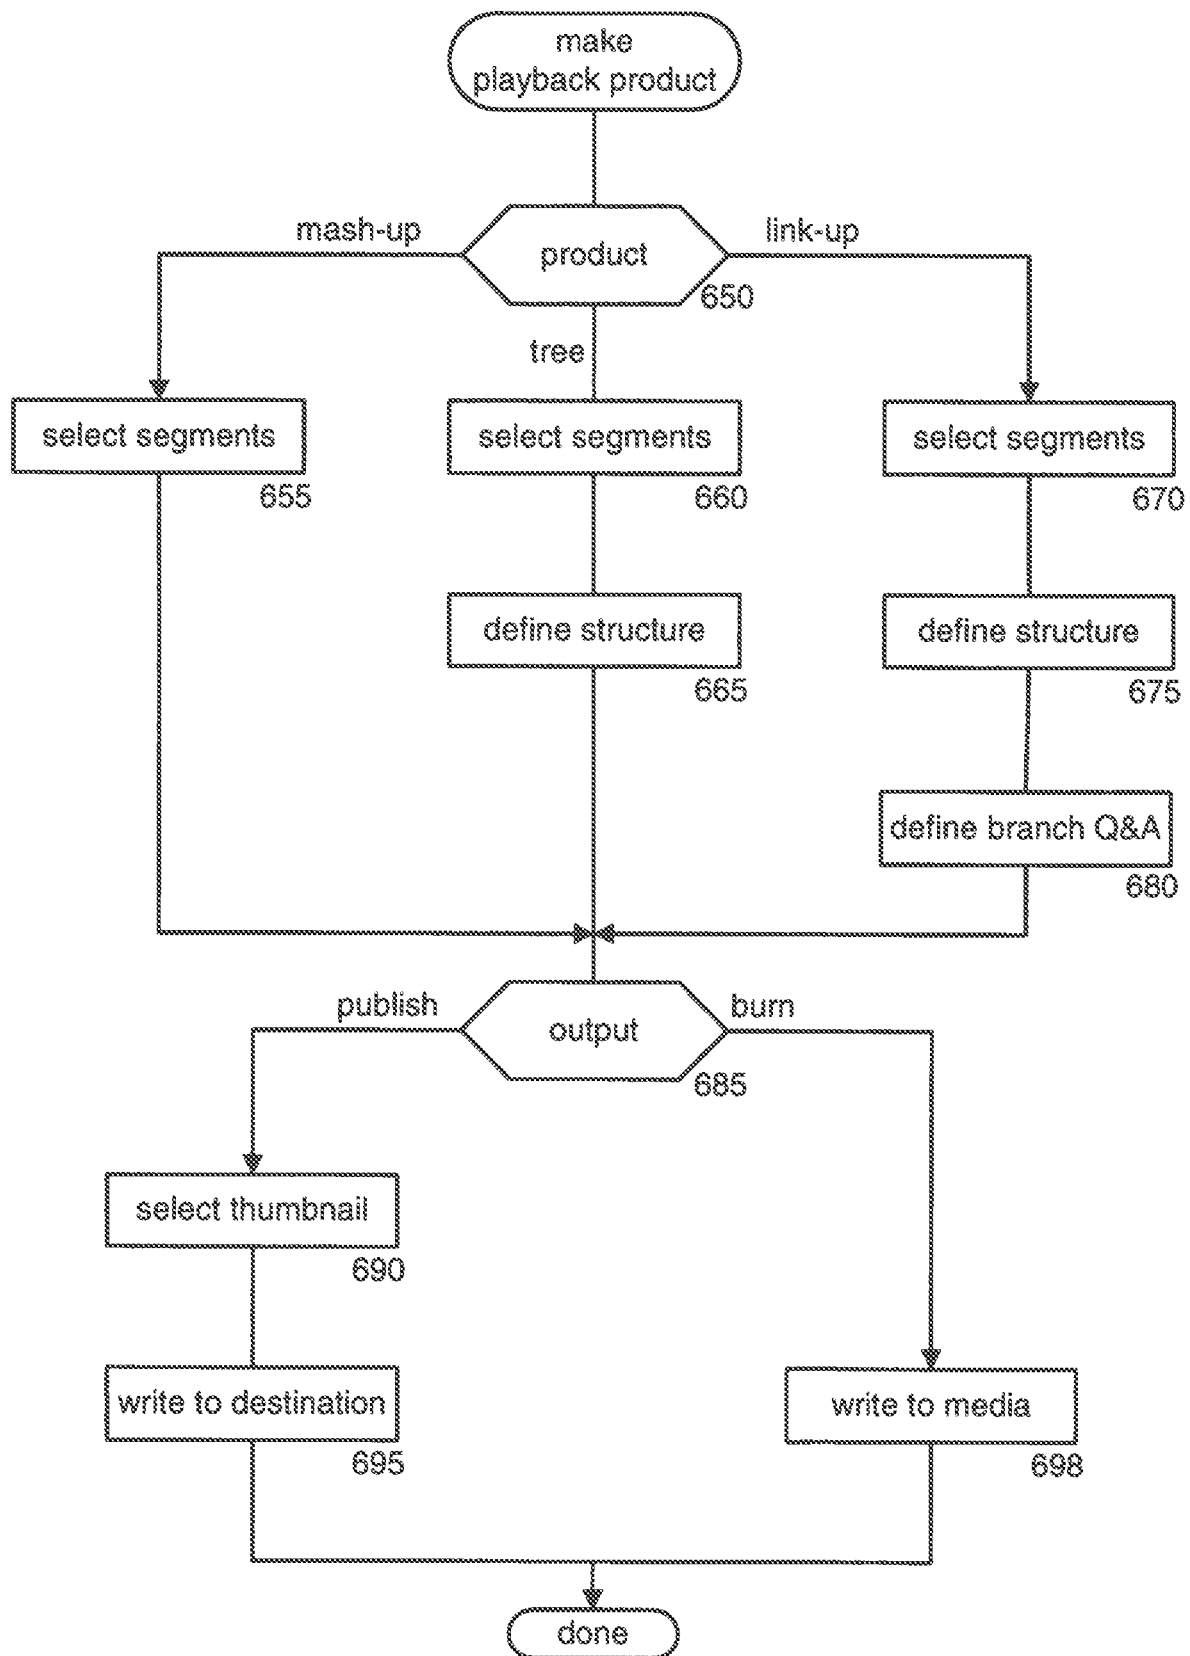 make
playback product
mash-up
product
link-up
650
tree
select segments
select segments
select segments
655
660
670
define structure
define structure
665
675
define branch Q&A
680
publish
output
burn
685
select thumbnail
690
write to destination
write to media
695
698
done